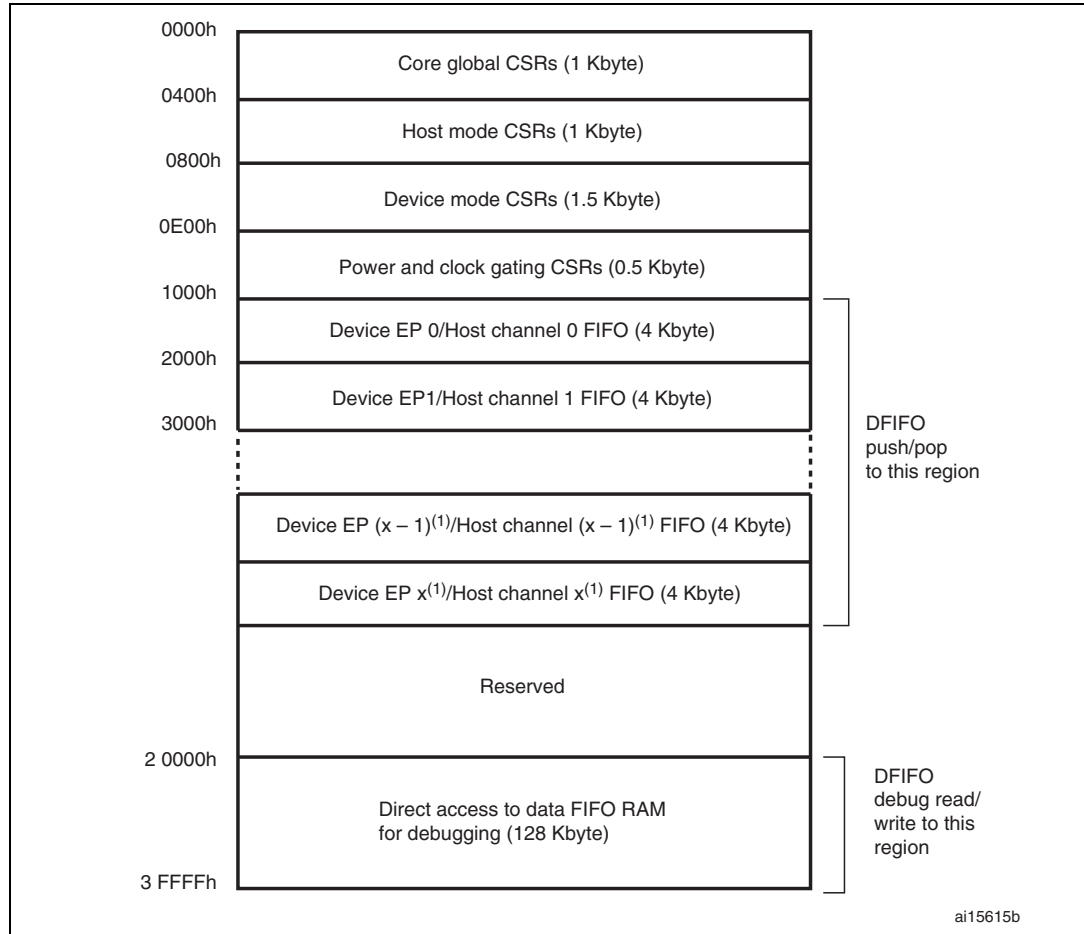 0000h
Core global CSRs (1 Kbyte)
0400h
Host mode CSRs (1 Kbyte)
0800h
Device mode CSRs (1.5 Kbyte)
0E00h
Power and clock gating CSRs (0.5 Kbyte)
1000h
Device EP 0/Host channel 0 FIFO (4 Kbyte)
2000h
Device EP1/Host channel 1 FIFO (4 Kbyte)
3000h
DFIFO
push/pop
to this region
Device EP (x – 1)(1)/Host channel (x – 1)(1) FIFO (4 Kbyte)
Device EP x(1)/Host channel x(1) FIFO (4 Kbyte)
Reserved
2 0000h
Direct access to data FIFO RAM
for debugging (128 Kbyte)
DFIFO
debug read/
write to this
region
3 FFFFh
ai15615b